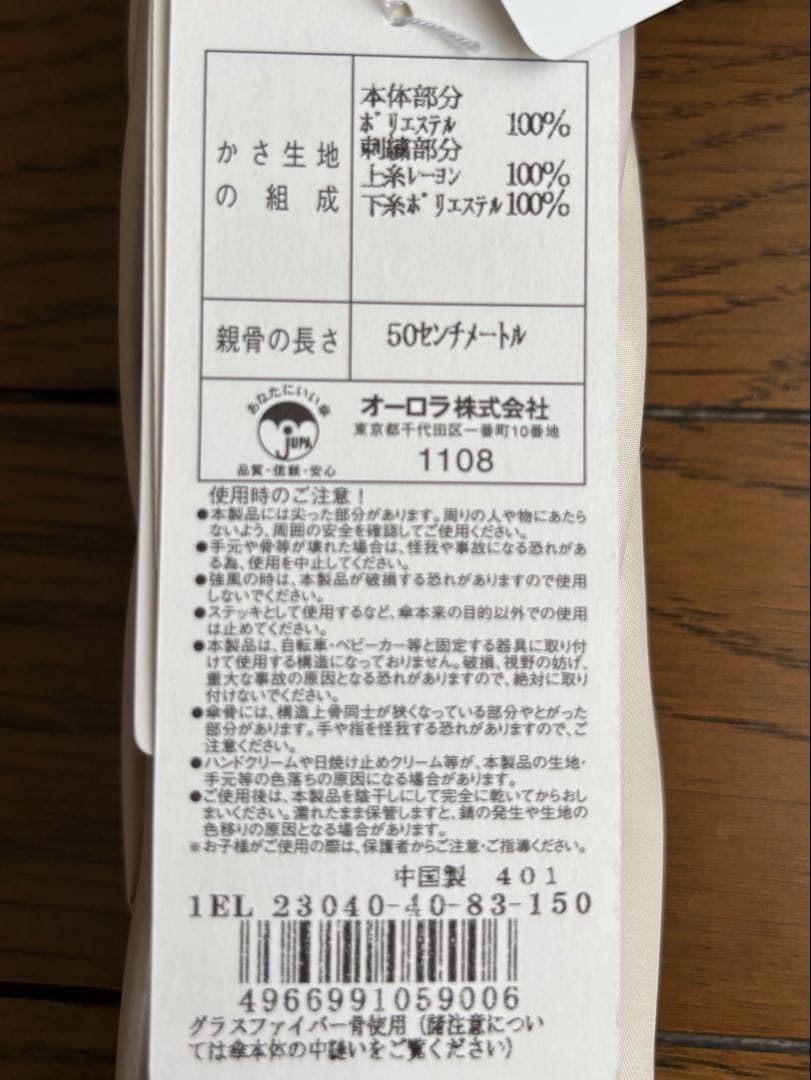 かさ生地
の組成
本体部分
ポリエステル 100%
刺繍部分
上糸レーヨン 100%
下糸ポリエステル100%
親骨の長さ
50センチメートル
あなたにいい傘
JUPA
品質・信頼・安心
オーロラ株式会社
東京都千代田区一番町10番地
1108
使用時のご注意！
●本製品には尖った部分があります。周りの人や物にあたら
ないよう、周囲の安全を確認してご使用ください。
●手元や骨等が壊れた場合は、怪我や事故になる恐れがあ
る為、使用を中止してください。
●強風の時は、本製品が破損する恐れがありますので使用
しないでください。
●ステッキとして使用するなど、傘本来の目的以外での使用
は止めてください。
●本製品は、自転車・ベビーカー等と固定する器具に取り付
けて使用する構造になっておりません。破損、視野の妨げ、
重大な事故の原因となる恐れがありますので、絶対に取り
付けないでください。
●傘骨には、構造上骨同士が狭くなっている部分やとがった
部分があります。手や指を怪我する恐れがありますので、ご
注意ください。
●ハンドクリームや日焼け止めクリーム等が、本製品の生地・
手元等の色落ちの原因になる場合があります。
●ご使用後は、本製品を陰干しにして完全に乾いてからおし
まいください。濡れたまま保管しますと、錆の発生や生地の
色移りの原因となる場合があります。
※お子様がご使用の際は、保護者からご注意・ご指導ください。
中国製 401
1EL 23040-40-83-150
4966991059006
グラスファイバー骨使用（諸注意につい
ては傘本体の中縫いをご覧ください）